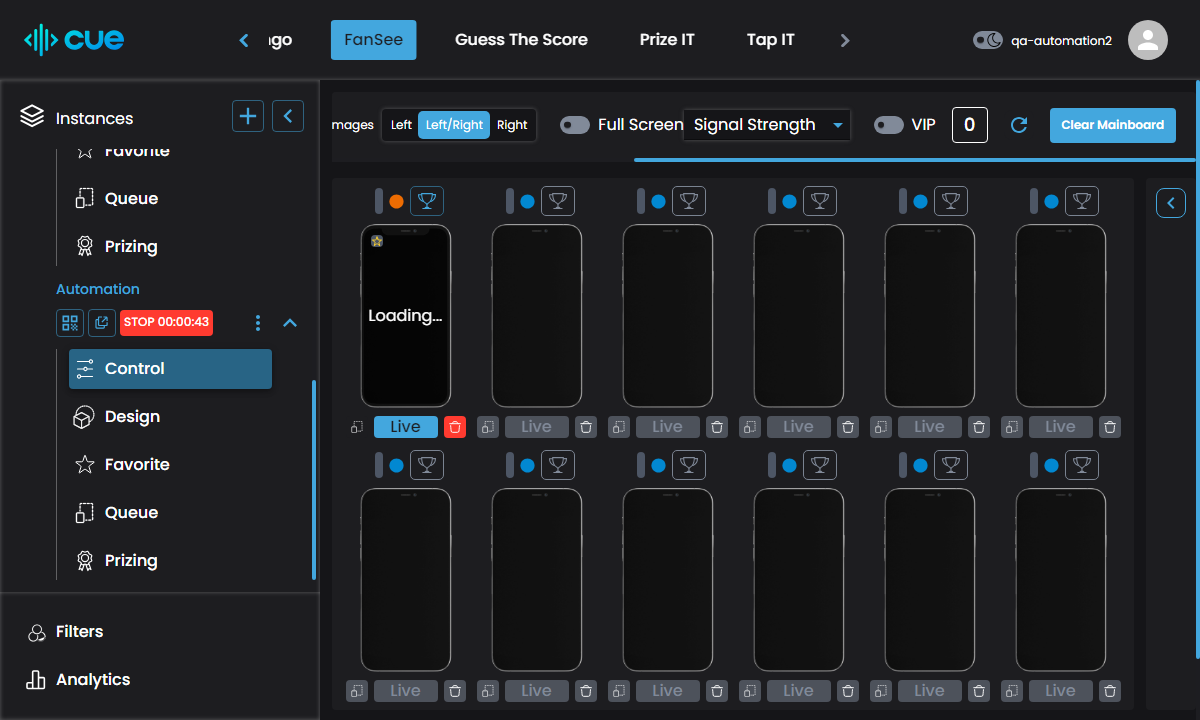 cue
ngo
FanSee
Guess The Score
Prize IT
Tap IT
qa-automation2
Instances
Favorite
Queue
Prizing
Automation
STOP 00:00:43
Control
Design
Favorite
Queue
Prizing
Filters
Analytics
mages
Left
Left/Right
Right
Full Screen
Signal Strength
VIP
0
Clear Mainboard
Loading...
Live
Live
Live
Live
Live
Live
Live
Live
Live
Live
Live
Live